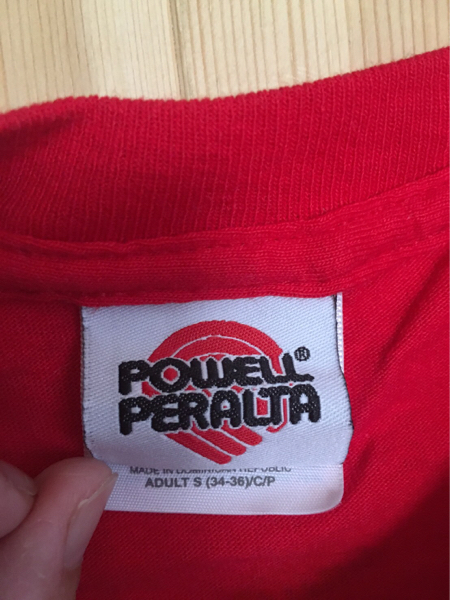 POWELL®
PERALTA
MADE IN DOMINICAN REPUBLIC
ADULT S (34-36)/C/P